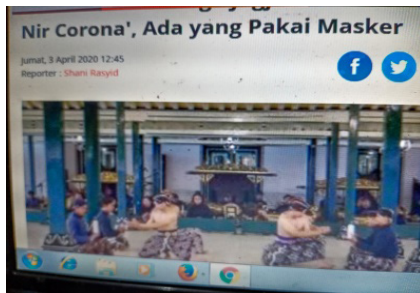 Nir Corona', Ada yang Pakai Masker
Jumat, 3 April 2020 12:45
Reporter : Shani Rasyid